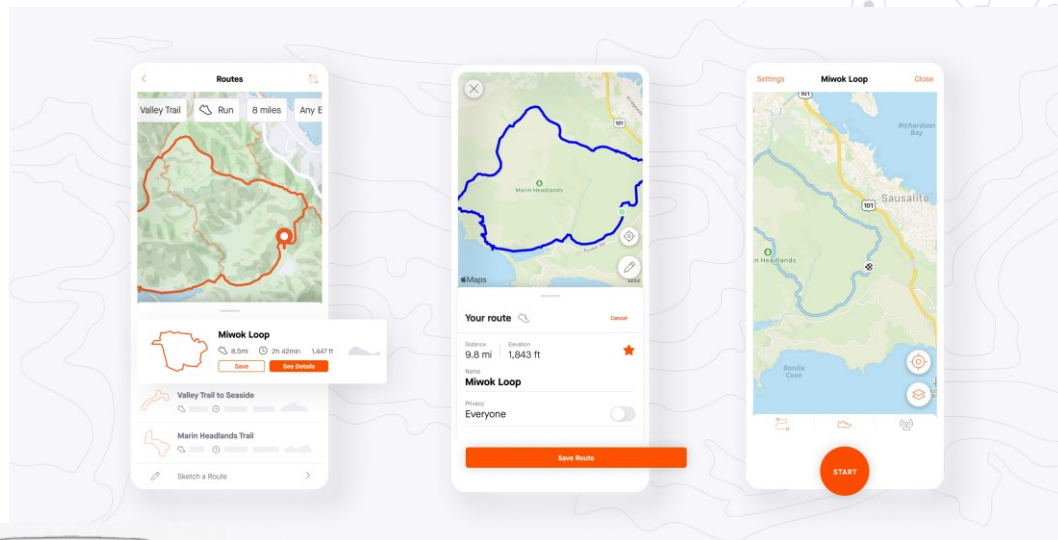 Routes
Valley Trail
Run
8 miles
Any E
Miwok Loop
8.5mi 2h 42min 1,447 ft
Save
See Details
Valley Trail to Seaside
Marin Headlands Trail
Sketch a Route
101
Marin Headlands
Maps
Your route
Cancel
Distance
Elevation
9.8 mi
1,843 ft
Name
Miwok Loop
Privacy
Everyone
Save Route
Settings
Miwok Loop
Close
101
Richardson
Bay
Sausalito
101
n Headlands
Bonita
Cove
START